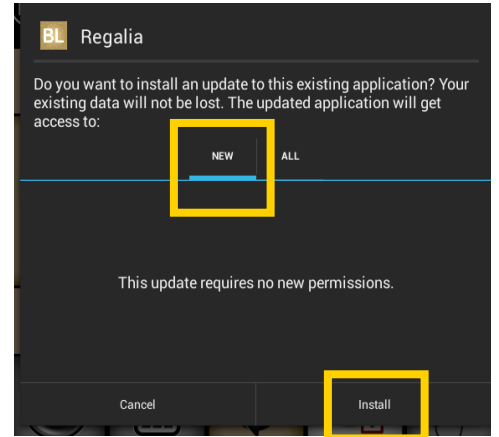 BL Regalia
Do you want to install an update to this existing application? Your
existing data will not be lost. The updated application will get
access to:
NEW ALL
This update requires no new permissions.
Cancel Install